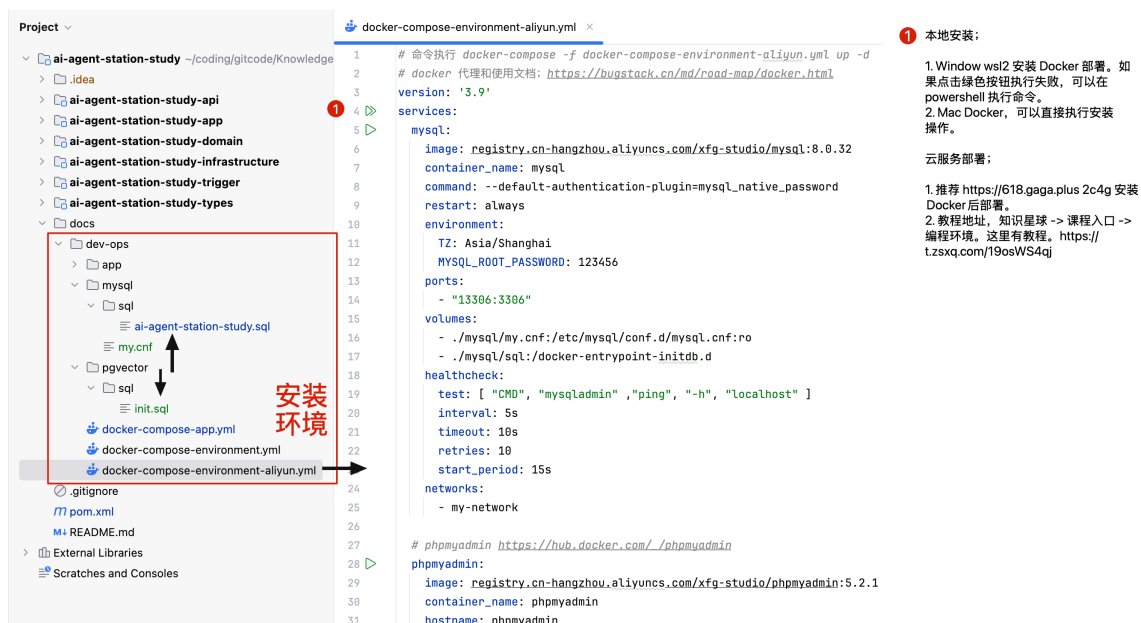 Project
ai-agent-station-study ~/coding/gitcode/Knowledge
.idea
ai-agent-station-study-api
ai-agent-station-study-app
ai-agent-station-study-domain
ai-agent-station-study-infrastructure
ai-agent-station-study-trigger
ai-agent-station-study-types
docs
dev-ops
app
mysql
sql
ai-agent-station-study.sql
my.cnf
pgvector
sql
init.sql
docker-compose-app.yml
docker-compose-environment.yml
docker-compose-environment-aliyun.yml
.gitignore
pom.xml
M↓ README.md
External Libraries
Scratches and Consoles
安装
环境
docker-compose-environment-aliyun.yml
1 # 命令执行 docker-compose -f docker-compose-environment-aliyun.yml up -d
2 # docker 代理和使用文档；https://bugstack.cn/md/road-map/docker.html
3 version: '3.9'
1
4 services:
5 mysql:
6 image: registry.cn-hangzhou.aliyuncs.com/xfg-studio/mysql:8.0.32
7 container_name: mysql
8 command: --default-authentication-plugin=mysql_native_password
9 restart: always
10 environment:
11 TZ: Asia/Shanghai
12 MYSQL_ROOT_PASSWORD: 123456
13 ports:
14 - "13306:3306"
15 volumes:
16 - ./mysql/my.cnf:/etc/mysql/conf.d/mysql.cnf:ro
17 - ./mysql/sql:/docker-entrypoint-initdb.d
18 healthcheck:
19 test: [ "CMD", "mysqladmin" ,"ping", "-h", "localhost" ]
20 interval: 5s
21 timeout: 10s
22 retries: 10
start_period: 15s
24 networks:
25 - my-network
26
27 # phpmyadmin https://hub.docker.com/_/phpmyadmin
28 phpmyadmin:
29 image: registry.cn-hangzhou.aliyuncs.com/xfg-studio/phpmyadmin:5.2.1
30 container_name: phpmyadmin
31 hostname: phpmyadmin
1 本地安装；
1. Window wsl2 安装 Docker 部署。如
果点击绿色按钮执行失败，可以在
powershell 执行命令。
2. Mac Docker，可以直接执行安装
操作。
云服务部署；
1. 推荐 https://618.gaga.plus 2c4g 安装
Docker后部署。
2. 教程地址，知识星球 -> 课程入口 ->
编程环境。这里有教程。https://
t.zsxq.com/19osWS4qj